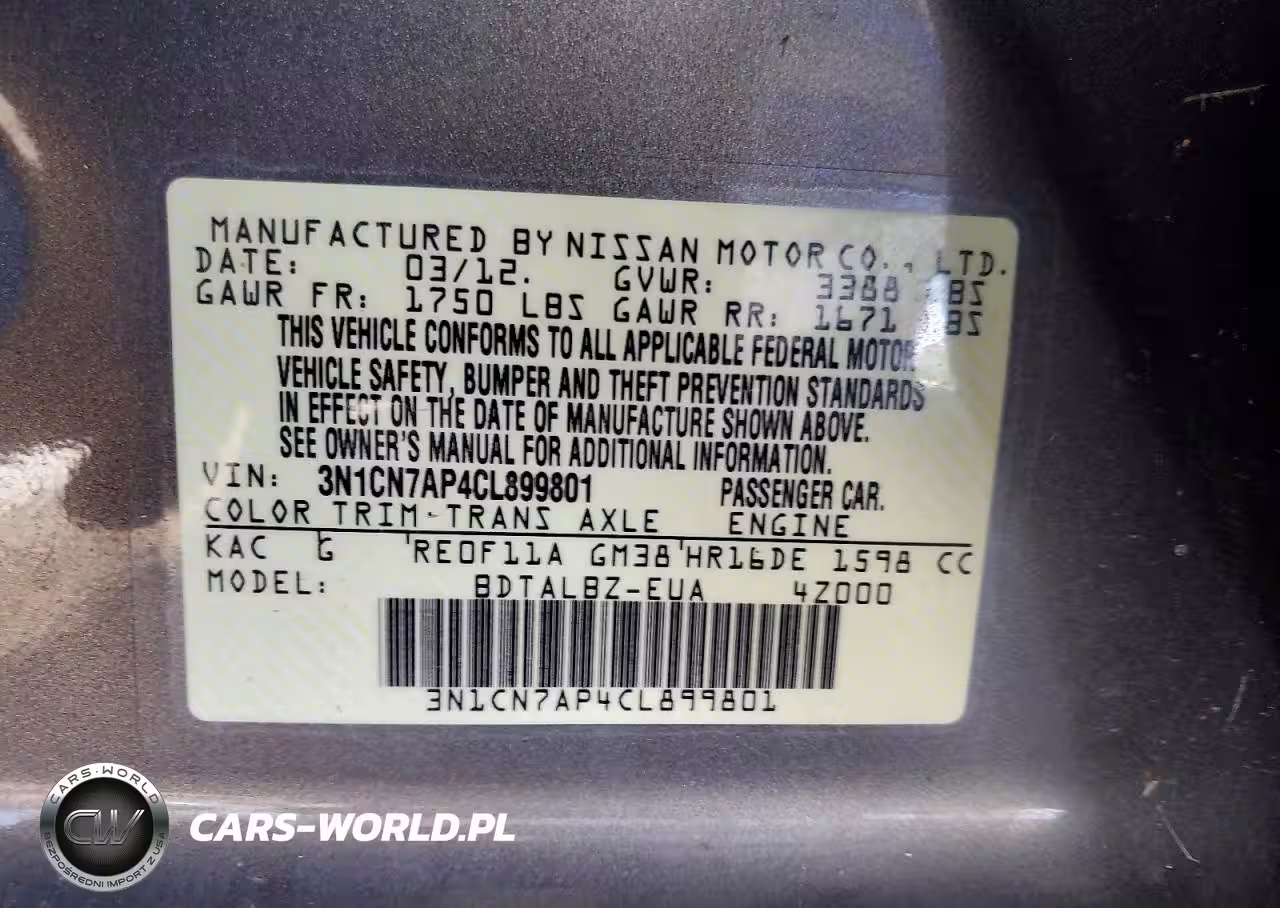 MANUFACTURED BY NISSAN MOTOR CO., LTD.
DATE: 03/12. GVWR: 3388 LBS
GAWR FR: 1750 LBS GAWR RR: 1671 LBS
THIS VEHICLE CONFORMS TO ALL APPLICABLE FEDERAL MOTOR
VEHICLE SAFETY, BUMPER AND THEFT PREVENTION STANDARDS
IN EFFECT ON THE DATE OF MANUFACTURE SHOWN ABOVE.
SEE OWNER'S MANUAL FOR ADDITIONAL INFORMATION.
VIN: 3N1CN7AP4CL899801 PASSENGER CAR.
COLOR TRIM-TRANS AXLE ENGINE
KAC G 'RE0F11A GM38'HR16DE 1598 CC
MODEL: BDTALBZ-EUA 4Z000
3N1CN7AP4CL899801
CARS-WORLD
CW
BEZPOŚREDNI IMPORT Z USA
CARS-WORLD.PL